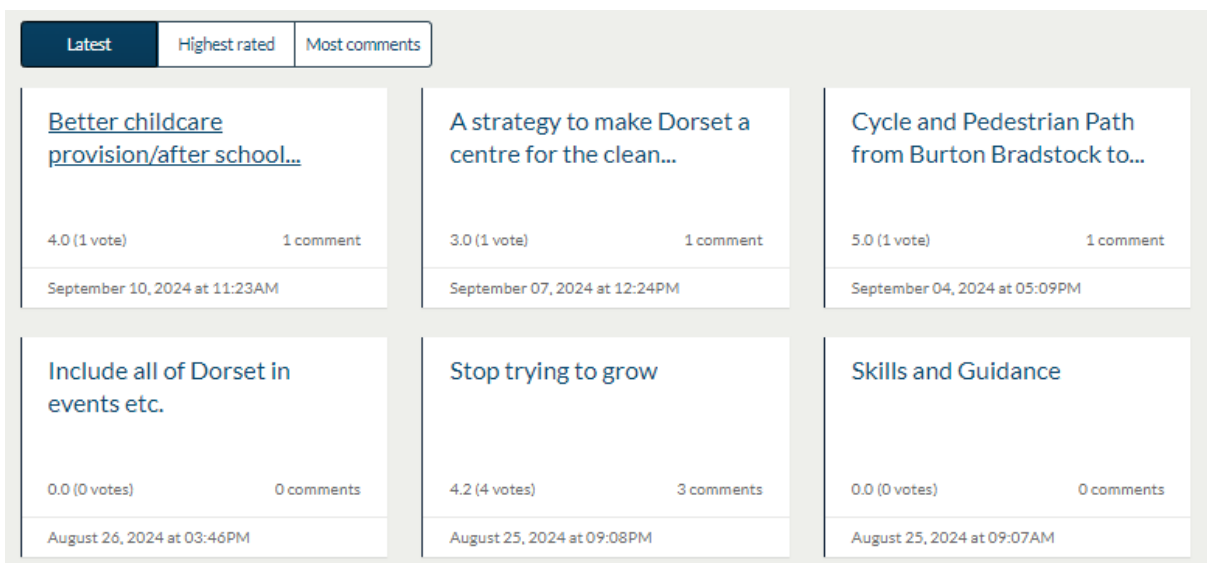 Latest Highest rated Most comments
Better childcare
provision/after school...
4.0 (1 vote) 1 comment
September 10, 2024 at 11:23AM
A strategy to make Dorset a
centre for the clean...
3.0 (1 vote) 1 comment
September 07, 2024 at 12:24PM
Cycle and Pedestrian Path
from Burton Bradstock to...
5.0 (1 vote) 1 comment
September 04, 2024 at 05:09PM
Include all of Dorset in
events etc.
0.0 (0 votes) 0 comments
August 26, 2024 at 03:46PM
Stop trying to grow
4.2 (4 votes) 3 comments
August 25, 2024 at 09:08PM
Skills and Guidance
0.0 (0 votes) 0 comments
August 25, 2024 at 09:07AM